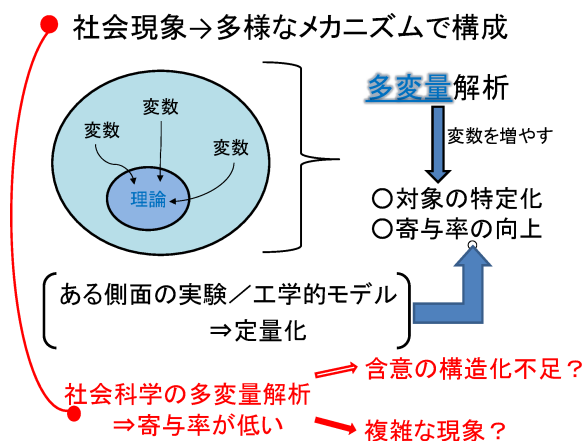 社会現象→多様なメカニズムで構成
変数
変数
変数
理論
多変量解析
変数を増やす
○対象の特定化
○寄与率の向上
ある側面の実験／工学的モデル
⇒定量化
社会科学の多変量解析
⇒寄与率が低い
含意の構造化不足？
複雑な現象？